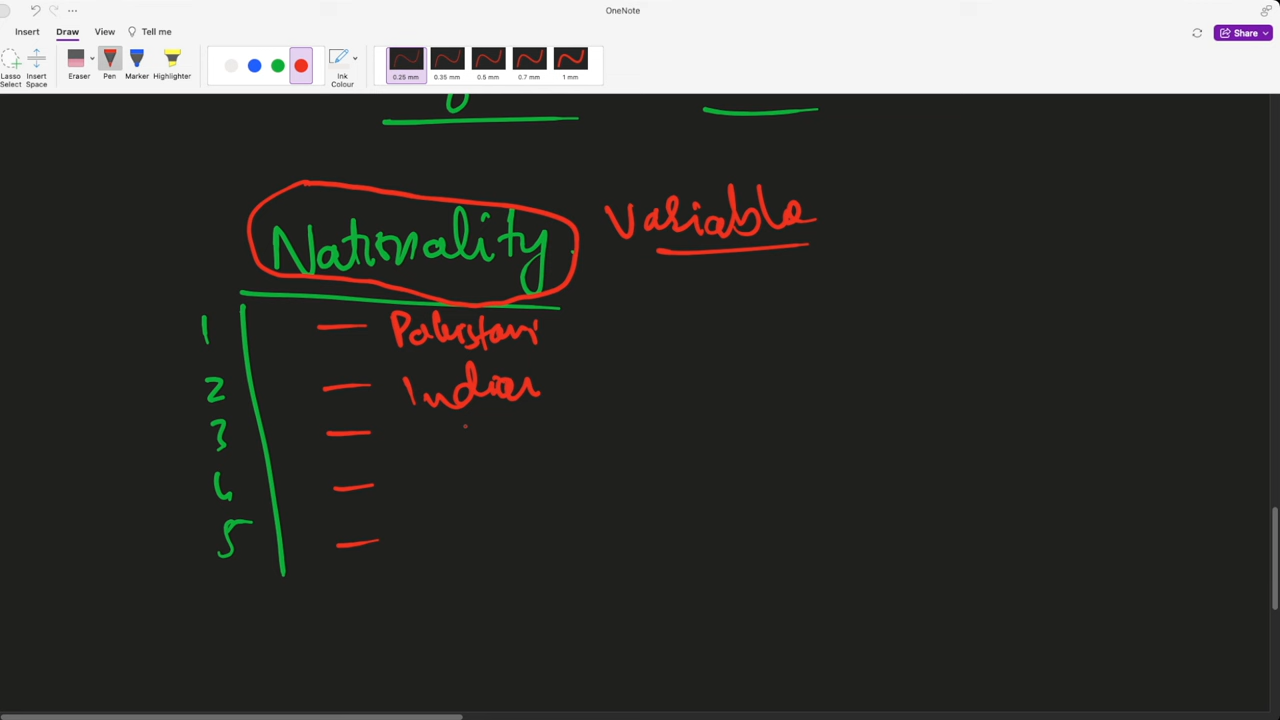 OneNote
Insert Draw View Tell me
Share
Lasso Select
Insert Space
Eraser
Pen
Marker
Highlighter
Ink Colour
0.25 mm
0.35 mm
0.5 mm
0.7 mm
1 mm
Nationality Variable
1 — Pakistani
2 — Indian
3 —
4 —
5 —